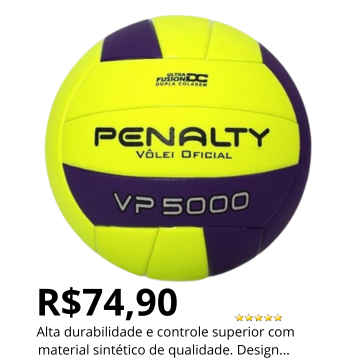 ULTRA
FUSION DC
DUPLA COLAGEM
PENALTY
VÔLEI OFICIAL
VP 5000
R$74,90
Alta durabilidade e controle superior com
material sintético de qualidade. Design...